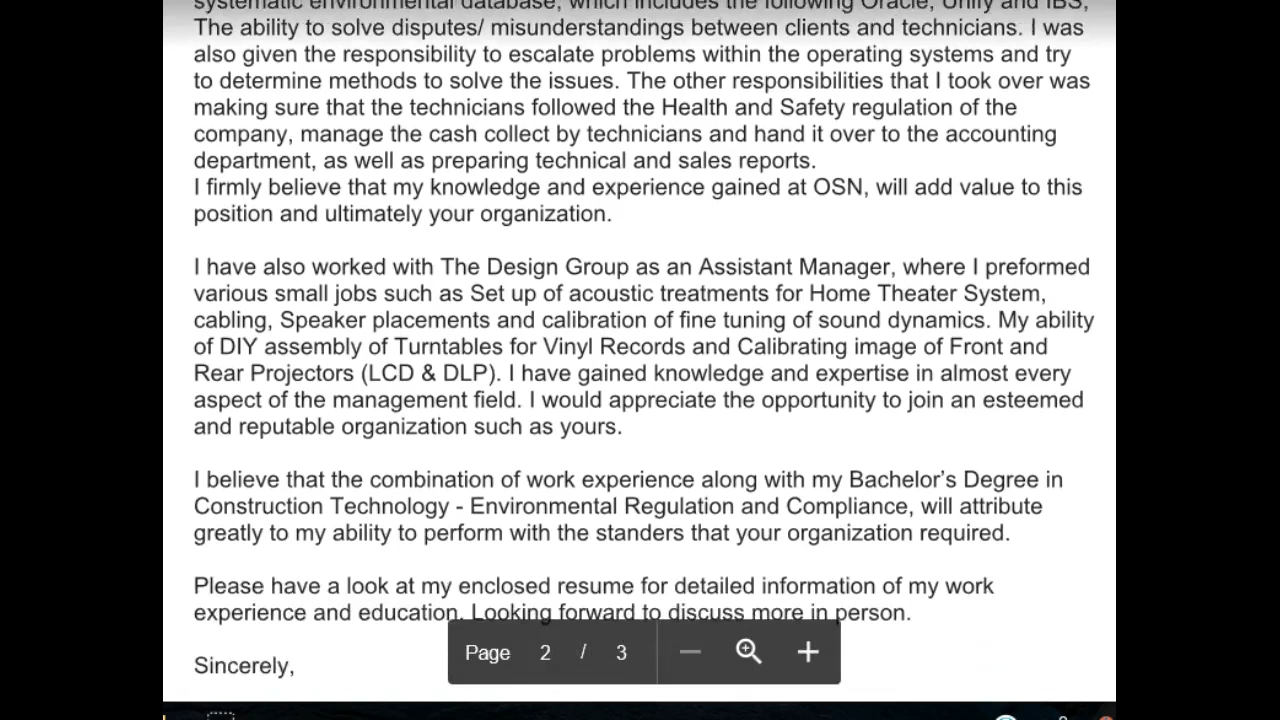 systematic environmental database, which includes the following Oracle, Unify and IBS,
The ability to solve disputes/ misunderstandings between clients and technicians. I was
also given the responsibility to escalate problems within the operating systems and try
to determine methods to solve the issues. The other responsibilities that I took over was
making sure that the technicians followed the Health and Safety regulation of the
company, manage the cash collect by technicians and hand it over to the accounting
department, as well as preparing technical and sales reports.
I firmly believe that my knowledge and experience gained at OSN, will add value to this
position and ultimately your organization.
I have also worked with The Design Group as an Assistant Manager, where I preformed
various small jobs such as Set up of acoustic treatments for Home Theater System,
cabling, Speaker placements and calibration of fine tuning of sound dynamics. My ability
of DIY assembly of Turntables for Vinyl Records and Calibrating image of Front and
Rear Projectors (LCD & DLP). I have gained knowledge and expertise in almost every
aspect of the management field. I would appreciate the opportunity to join an esteemed
and reputable organization such as yours.
I believe that the combination of work experience along with my Bachelor’s Degree in
Construction Technology - Environmental Regulation and Compliance, will attribute
greatly to my ability to perform with the standers that your organization required.
Please have a look at my enclosed resume for detailed information of my work
experience and education. Looking forward to discuss more in person.
Page 2 / 3
Sincerely,